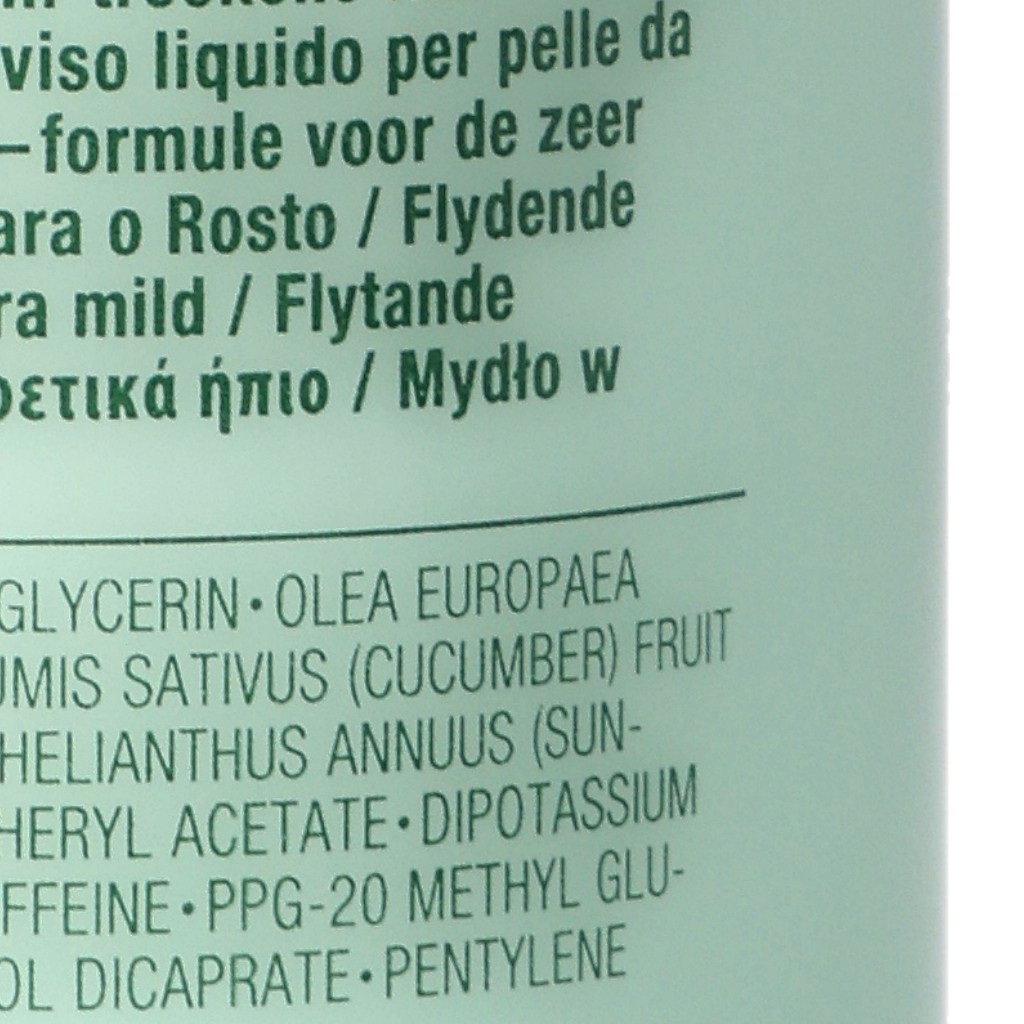 viso liquido per pelle da
–formule voor de zeer
ara o Rosto / Flydende
ra mild / Flytande
ρετικά ήπιο / Mydło w
GLYCERIN • OLEA EUROPAEA
UMIS SATIVUS (CUCUMBER) FRUIT
HELIANTHUS ANNUUS (SUN-
HERYL ACETATE • DIPOTASSIUM
FFEINE • PPG-20 METHYL GLU-
OL DICAPRATE • PENTYLENE